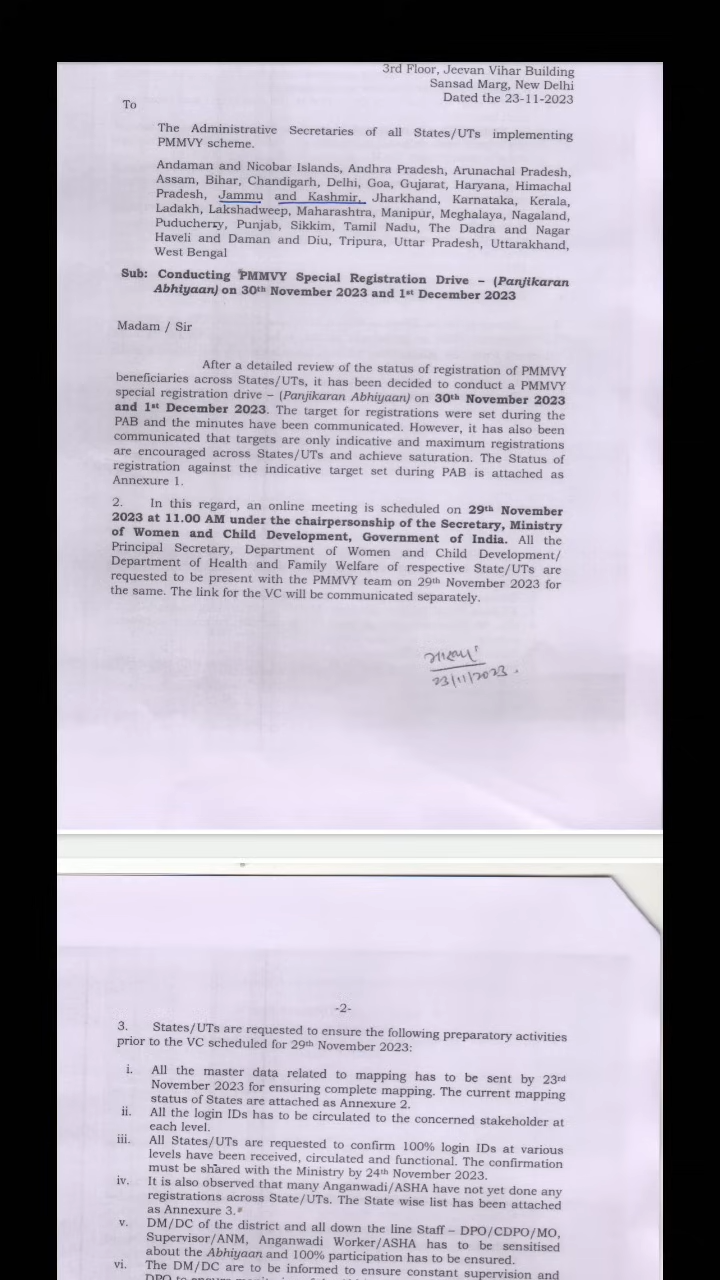 3rd Floor, Jeevan Vihar Building
Sansad Marg, New Delhi
Dated the 23-11-2023
To
The Administrative Secretaries of all States/UTs implementing
PMMVY scheme.
Andaman and Nicobar Islands, Andhra Pradesh, Arunachal Pradesh,
Assam, Bihar, Chandigarh, Delhi, Goa, Gujarat, Haryana, Himachal
Pradesh, Jammu and Kashmir, Jharkhand, Karnataka, Kerala,
Ladakh, Lakshadweep, Maharashtra, Manipur, Meghalaya, Nagaland,
Puducherry, Punjab, Sikkim, Tamil Nadu, The Dadra and Nagar
Haveli and Daman and Diu, Tripura, Uttar Pradesh, Uttarakhand,
West Bengal
Sub: Conducting PMMVY Special Registration Drive – (Panjikaran
Abhiyaan) on 30th November 2023 and 1st December 2023
Madam / Sir
After a detailed review of the status of registration of PMMVY
beneficiaries across States/UTs, it has been decided to conduct a PMMVY
special registration drive – (Panjikaran Abhiyaan) on 30th November 2023
and 1st December 2023. The target for registrations were set during the
PAB and the minutes have been communicated. However, it has also been
communicated that targets are only indicative and maximum registrations
are encouraged across States/UTs and achieve saturation. The Status of
registration against the indicative target set during PAB is attached as
Annexure 1.
2. In this regard, an online meeting is scheduled on 29th November
2023 at 11.00 AM under the chairpersonship of the Secretary, Ministry
of Women and Child Development, Government of India. All the
Principal Secretary, Department of Women and Child Development/
Department of Health and Family Welfare of respective State/UTs are
requested to be present with the PMMVY team on 29th November 2023 for
the same. The link for the VC will be communicated separately.
23/11/2023.
-2-
3. States/UTs are requested to ensure the following preparatory activities
prior to the VC scheduled for 29th November 2023:
i. All the master data related to mapping has to be sent by 23rd
November 2023 for ensuring complete mapping. The current mapping
status of States are attached as Annexure 2.
ii. All the login IDs has to be circulated to the concerned stakeholder at
each level.
iii. All States/UTs are requested to confirm 100% login IDs at various
levels have been received, circulated and functional. The confirmation
must be shared with the Ministry by 24th November 2023.
iv. It is also observed that many Anganwadi/ASHA have not yet done any
registrations across State/UTs. The State wise list has been attached
as Annexure 3.
v. DM/DC of the district and all down the line Staff – DPO/CDPO/MO,
Supervisor/ANM, Anganwadi Worker/ASHA has to be sensitised
about the Abhiyaan and 100% participation has to be ensured.
vi. The DM/DC are to be informed to ensure constant supervision and